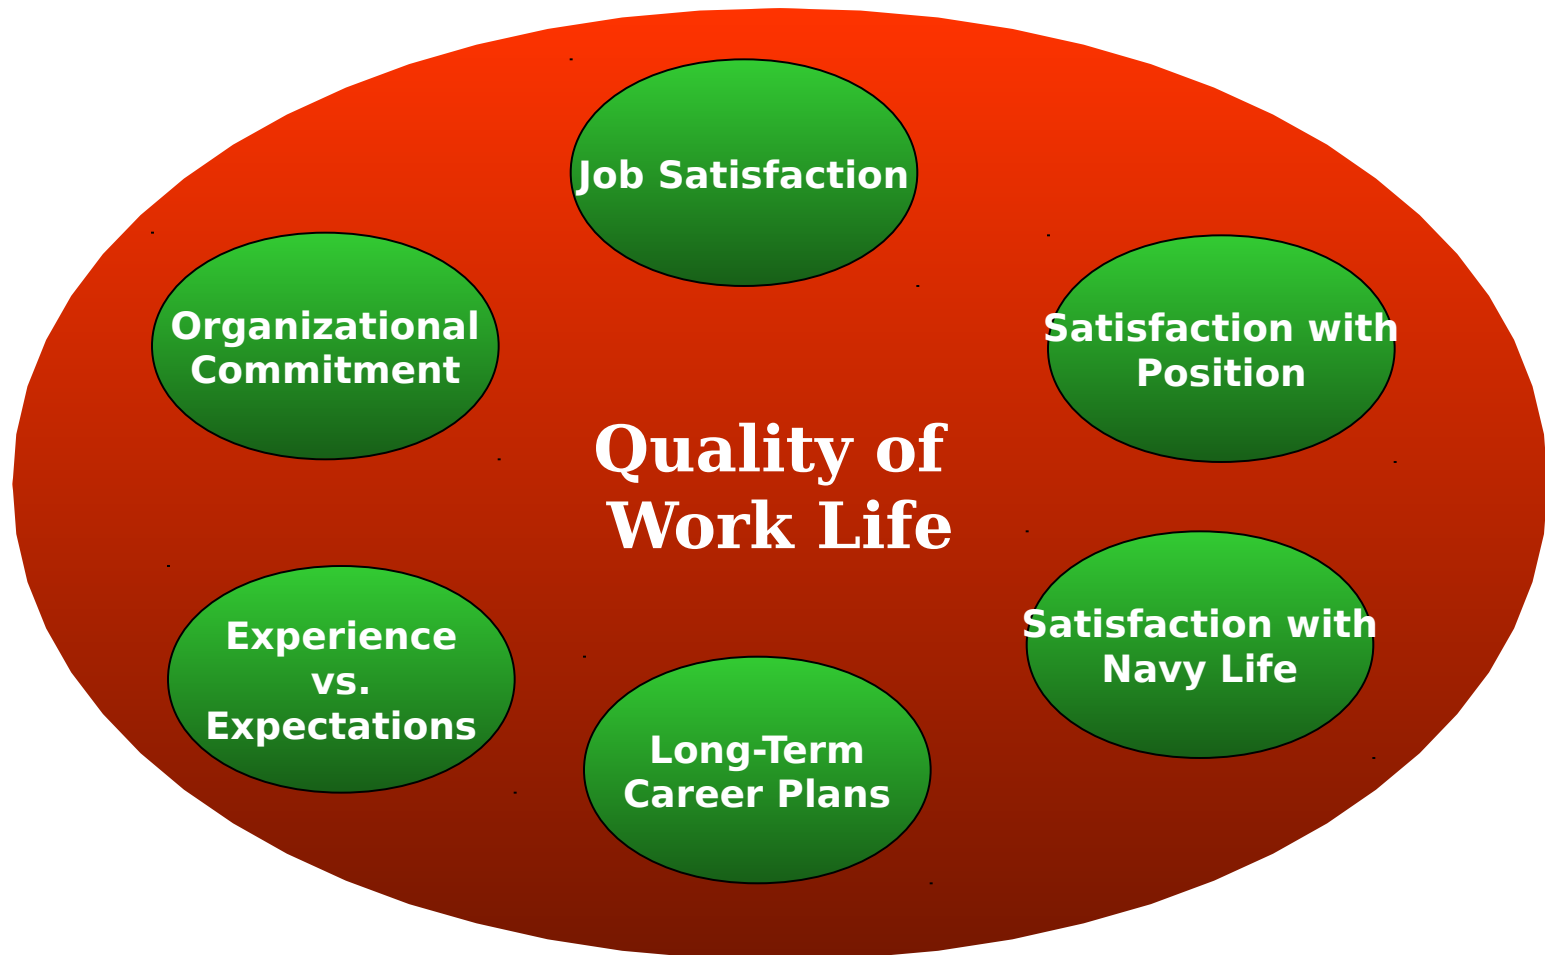 Job Satisfaction
Organizational
Commitment
Satisfaction with
Position
Quality of
Work Life
Experience
vs.
Expectations
Satisfaction with
Navy Life
Long-Term
Career Plans